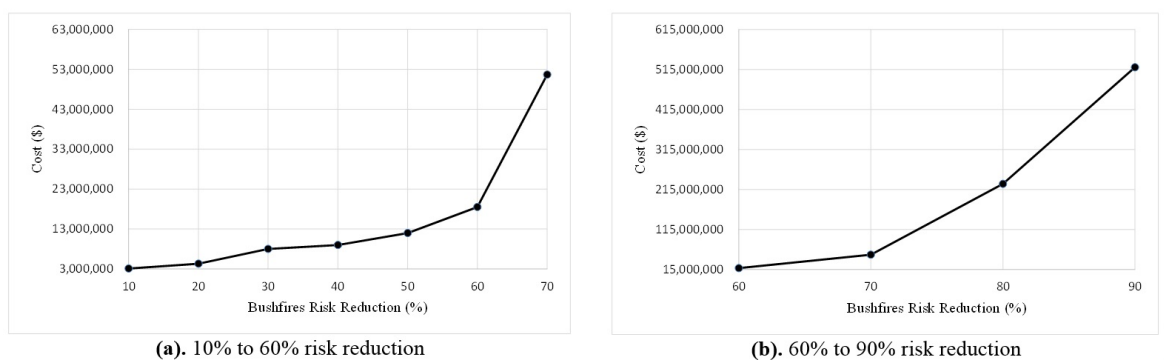 63,000,000
53,000,000
43,000,000
33,000,000
23,000,000
13,000,000
3,000,000
Cost ($)
10 20 30 40 50 60 70
Bushfires Risk Reduction (%)
(a). 10% to 60% risk reduction
615,000,000
515,000,000
415,000,000
315,000,000
215,000,000
115,000,000
15,000,000
Cost ($)
60 70 80 90
Bushfires Risk Reduction (%)
(b). 60% to 90% risk reduction